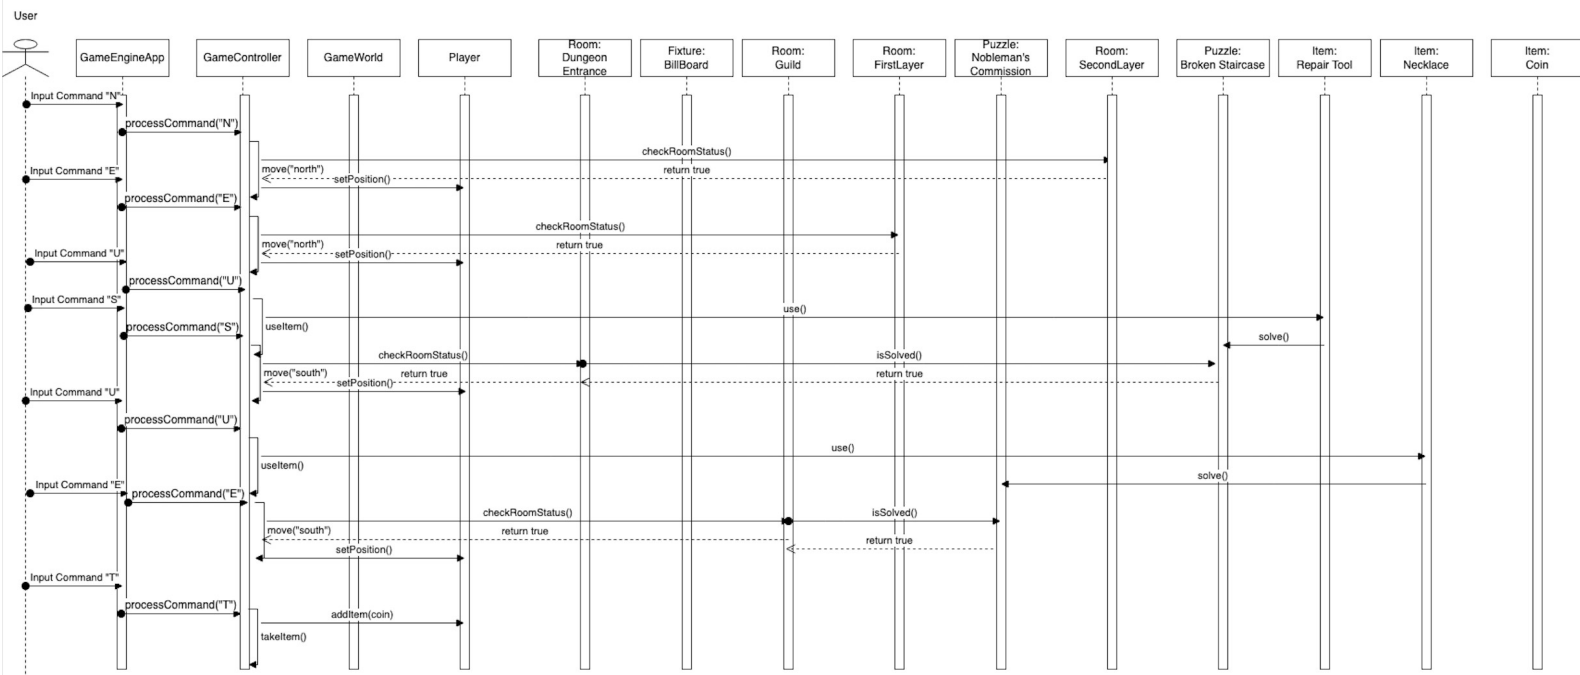 User
GameEngineApp
GameController
GameWorld
Player
Room:
Dungeon
Entrance
Fixture:
BillBoard
Room:
Guild
Room:
FirstLayer
Puzzle:
Nobleman's
Commission
Room:
SecondLayer
Puzzle:
Broken Staircase
Item:
Repair Tool
Item:
Necklace
Item:
Coin
Input Command "N"
processCommand("N")
checkRoomStatus()
move("north")
return true
Input Command "E"
setPosition()
processCommand("E")
checkRoomStatus()
move("north")
return true
Input Command "U"
setPosition()
processCommand("U")
Input Command "S"
use()
processCommand("S")
useItem()
solve()
checkRoomStatus()
isSolved()
move("south")
return true
return true
setPosition()
Input Command "U"
processCommand("U")
use()
useItem()
solve()
Input Command "E"
processCommand("E")
checkRoomStatus()
isSolved()
move("south")
return true
return true
setPosition()
Input Command "T"
processCommand("T")
addItem(coin)
takeItem()